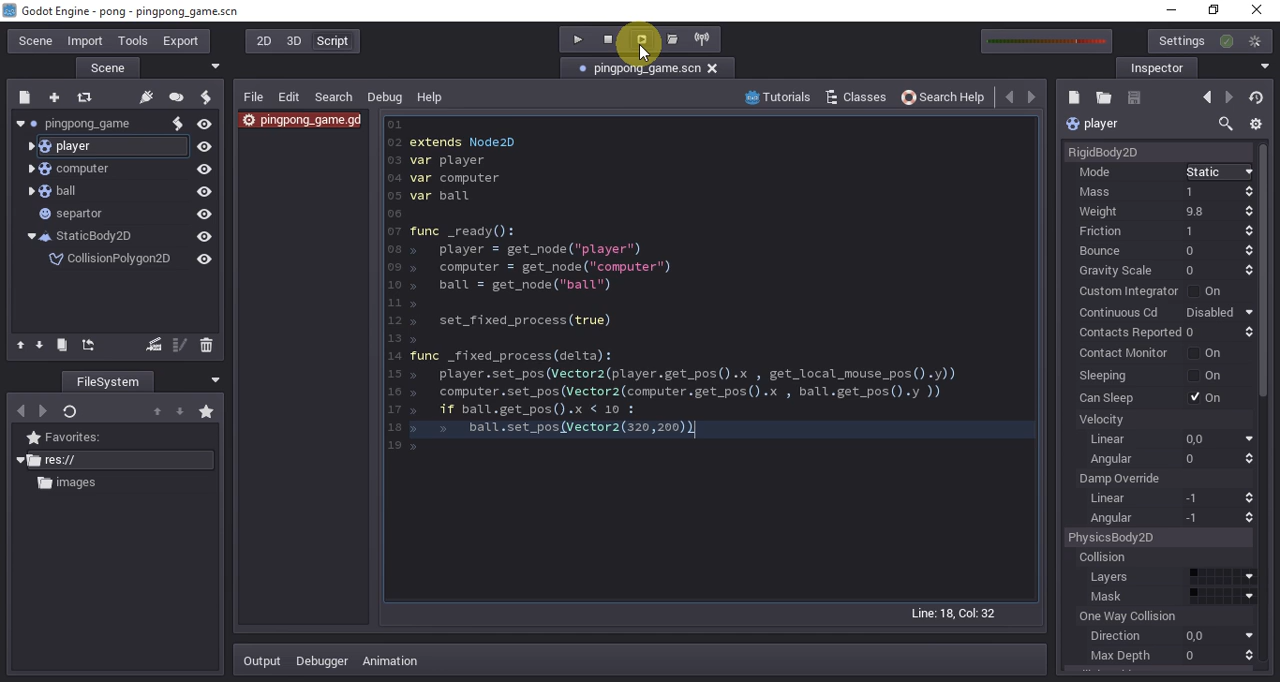 Godot Engine - pong - pingpong_game.scn
Scene Import Tools Export
2D 3D Script
Settings
Scene
pingpong_game.scn
Inspector
File Edit Search Debug Help
Tutorials Classes Search Help
pingpong_game
player
computer
ball
separtor
StaticBody2D
CollisionPolygon2D
FileSystem
Favorites:
res://
images
pingpong_game.gd
01
02 extends Node2D
03 var player
04 var computer
05 var ball
06
07 func _ready():
08 » player = get_node("player")
09 » computer = get_node("computer")
10 » ball = get_node("ball")
11 »
12 » set_fixed_process(true)
13 »
14 func _fixed_process(delta):
15 » player.set_pos(Vector2(player.get_pos().x , get_local_mouse_pos().y))
16 » computer.set_pos(Vector2(computer.get_pos().x , ball.get_pos().y ))
17 » if ball.get_pos().x < 10 :
18 » » ball.set_pos(Vector2(320,200))
19 »
Line: 18, Col: 32
Output Debugger Animation
player
RigidBody2D
Mode Static
Mass 1
Weight 9.8
Friction 1
Bounce 0
Gravity Scale 0
Custom Integrator On
Continuous Cd Disabled
Contacts Reported 0
Contact Monitor On
Sleeping On
Can Sleep On
Velocity
Linear 0,0
Angular 0
Damp Override
Linear -1
Angular -1
PhysicsBody2D
Collision
Layers
Mask
One Way Collision
Direction 0,0
Max Depth 0